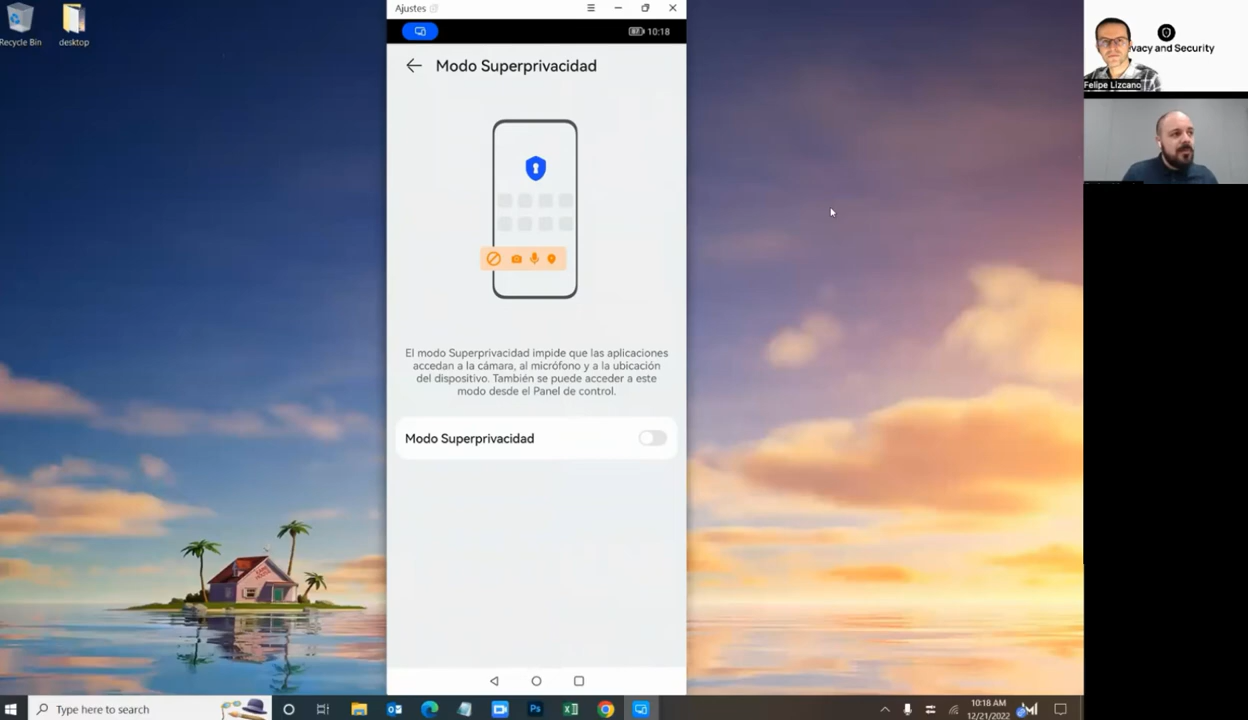 Ajustes
Recycle Bin
desktop
87
10:18
Modo Superprivacidad
vacy and Security
Felipe Lizcano
El modo Superprivacidad impide que las aplicaciones
accedan a la cámara, al micrófono y a la ubicación
del dispositivo. También se puede acceder a este
modo desde el Panel de control.
Modo Superprivacidad
Type here to search
Ps
10:18 AM
12/21/2022